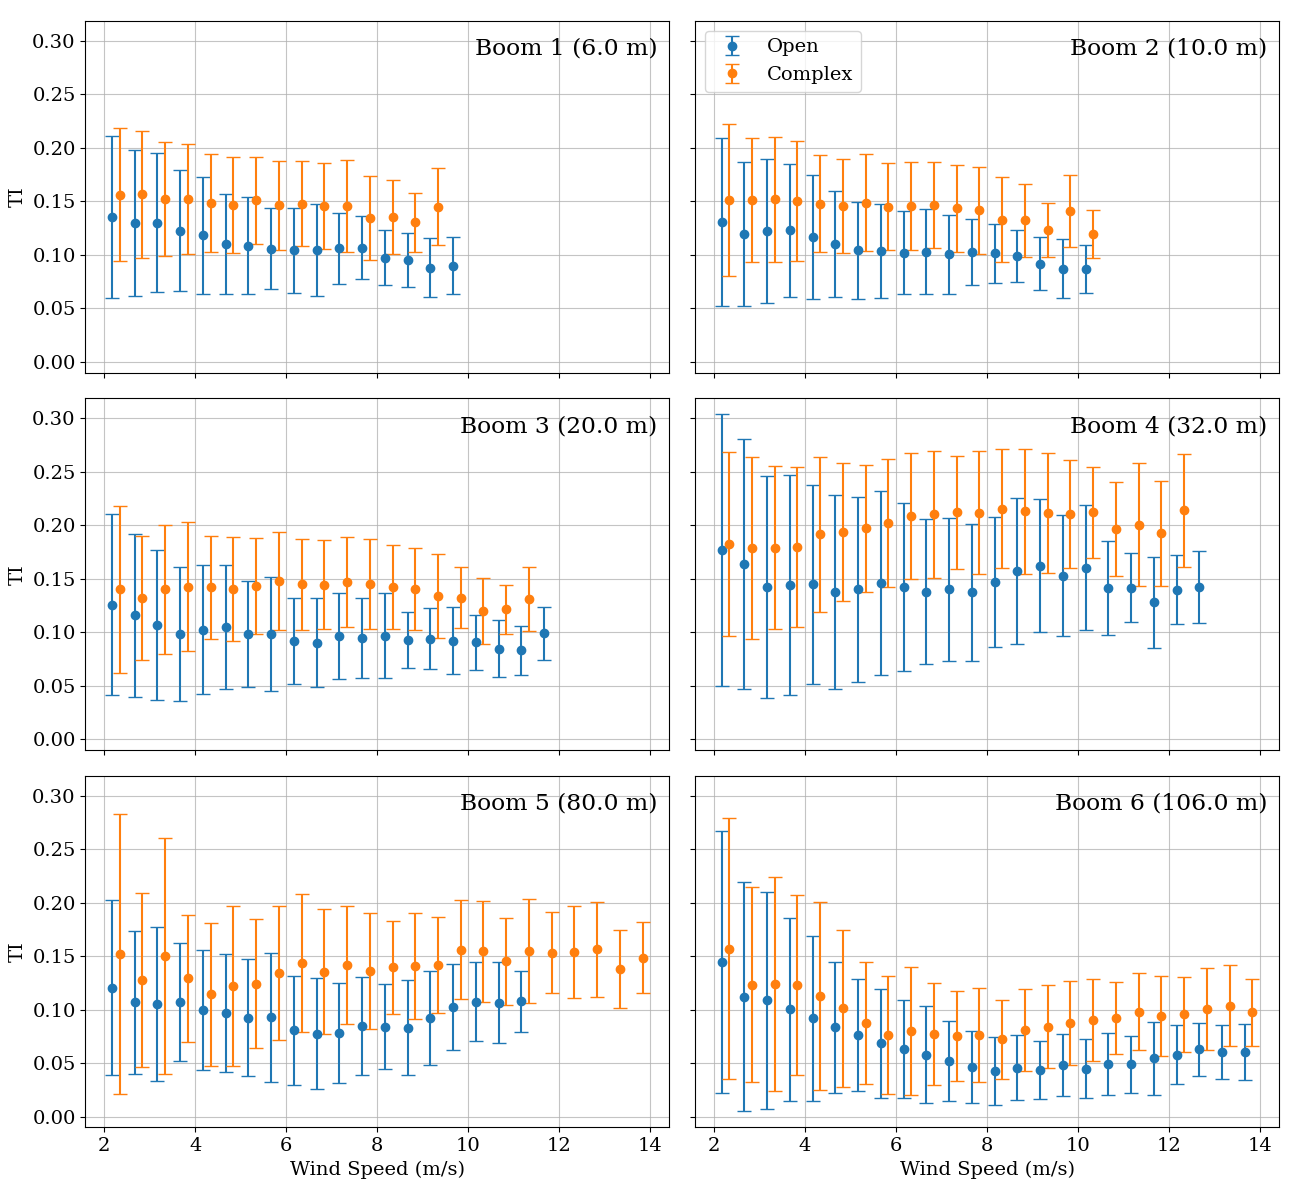 Boom 1 (6.0 m)
TI
0.30
0.25
0.20
0.15
0.10
0.05
0.00
Boom 2 (10.0 m)
Open
Complex
Boom 3 (20.0 m)
TI
0.30
0.25
0.20
0.15
0.10
0.05
0.00
Boom 4 (32.0 m)
Boom 5 (80.0 m)
TI
0.30
0.25
0.20
0.15
0.10
0.05
0.00
2 4 6 8 10 12 14
Wind Speed (m/s)
Boom 6 (106.0 m)
2 4 6 8 10 12 14
Wind Speed (m/s)